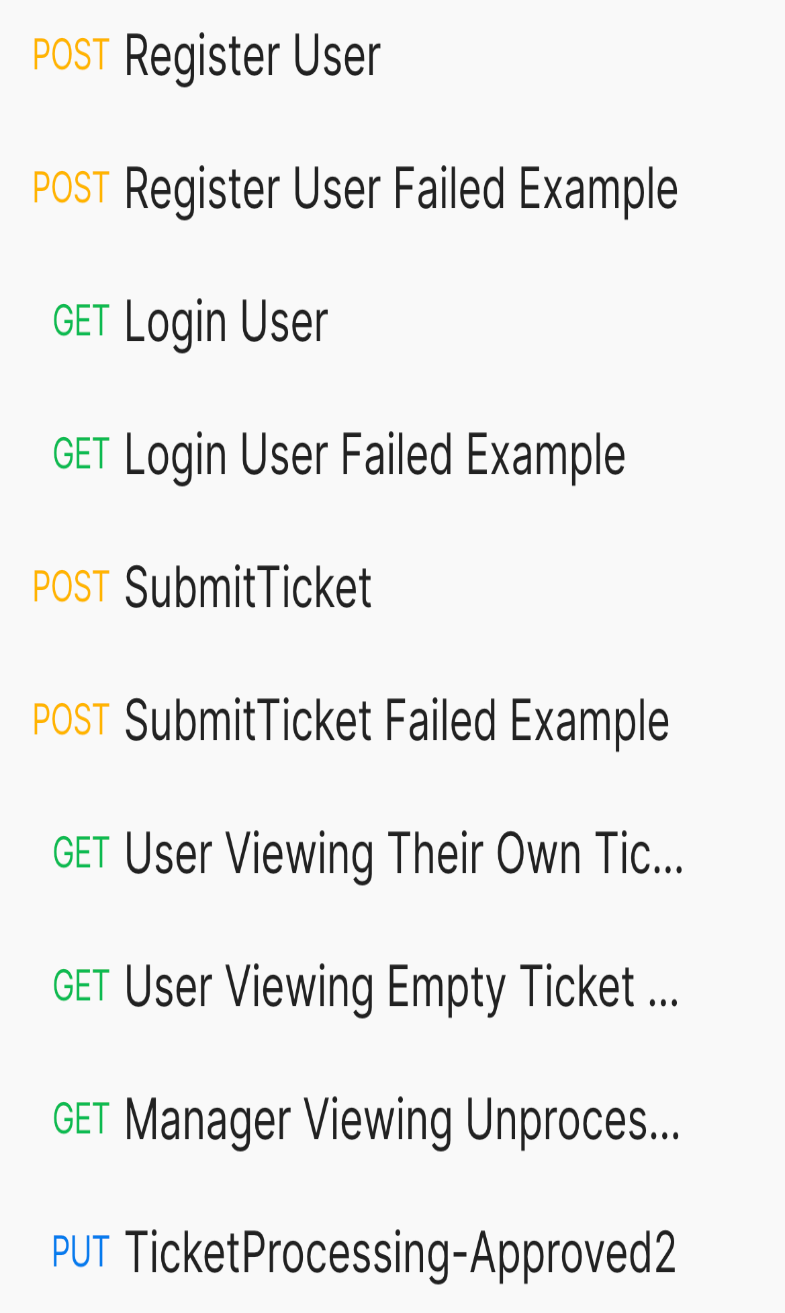 POST Register User
POST Register User Failed Example
GET Login User
GET Login User Failed Example
POST SubmitTicket
POST SubmitTicket Failed Example
GET User Viewing Their Own Tic...
GET User Viewing Empty Ticket ...
GET Manager Viewing Unproces...
PUT TicketProcessing-Approved2